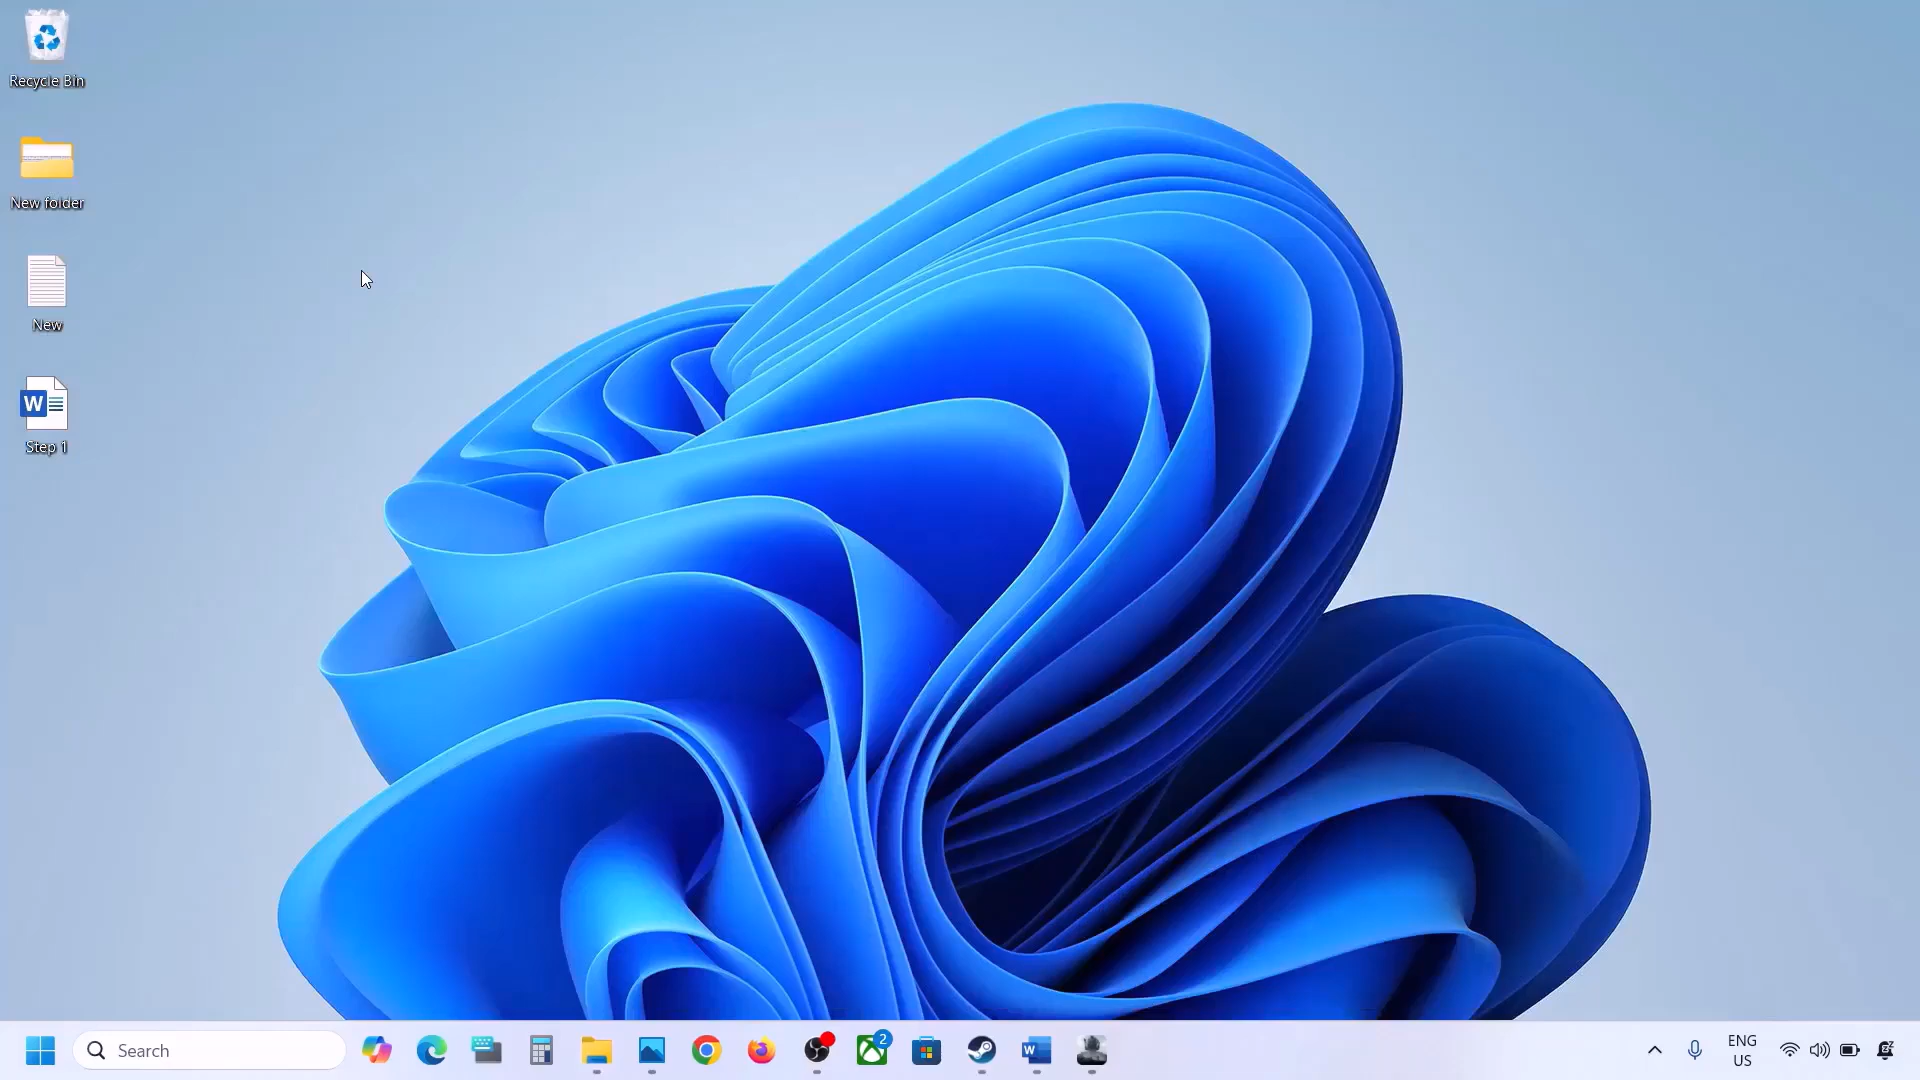 Recycle Bin
New folder
New
W
Step 1
Search
2
W
ENG
US